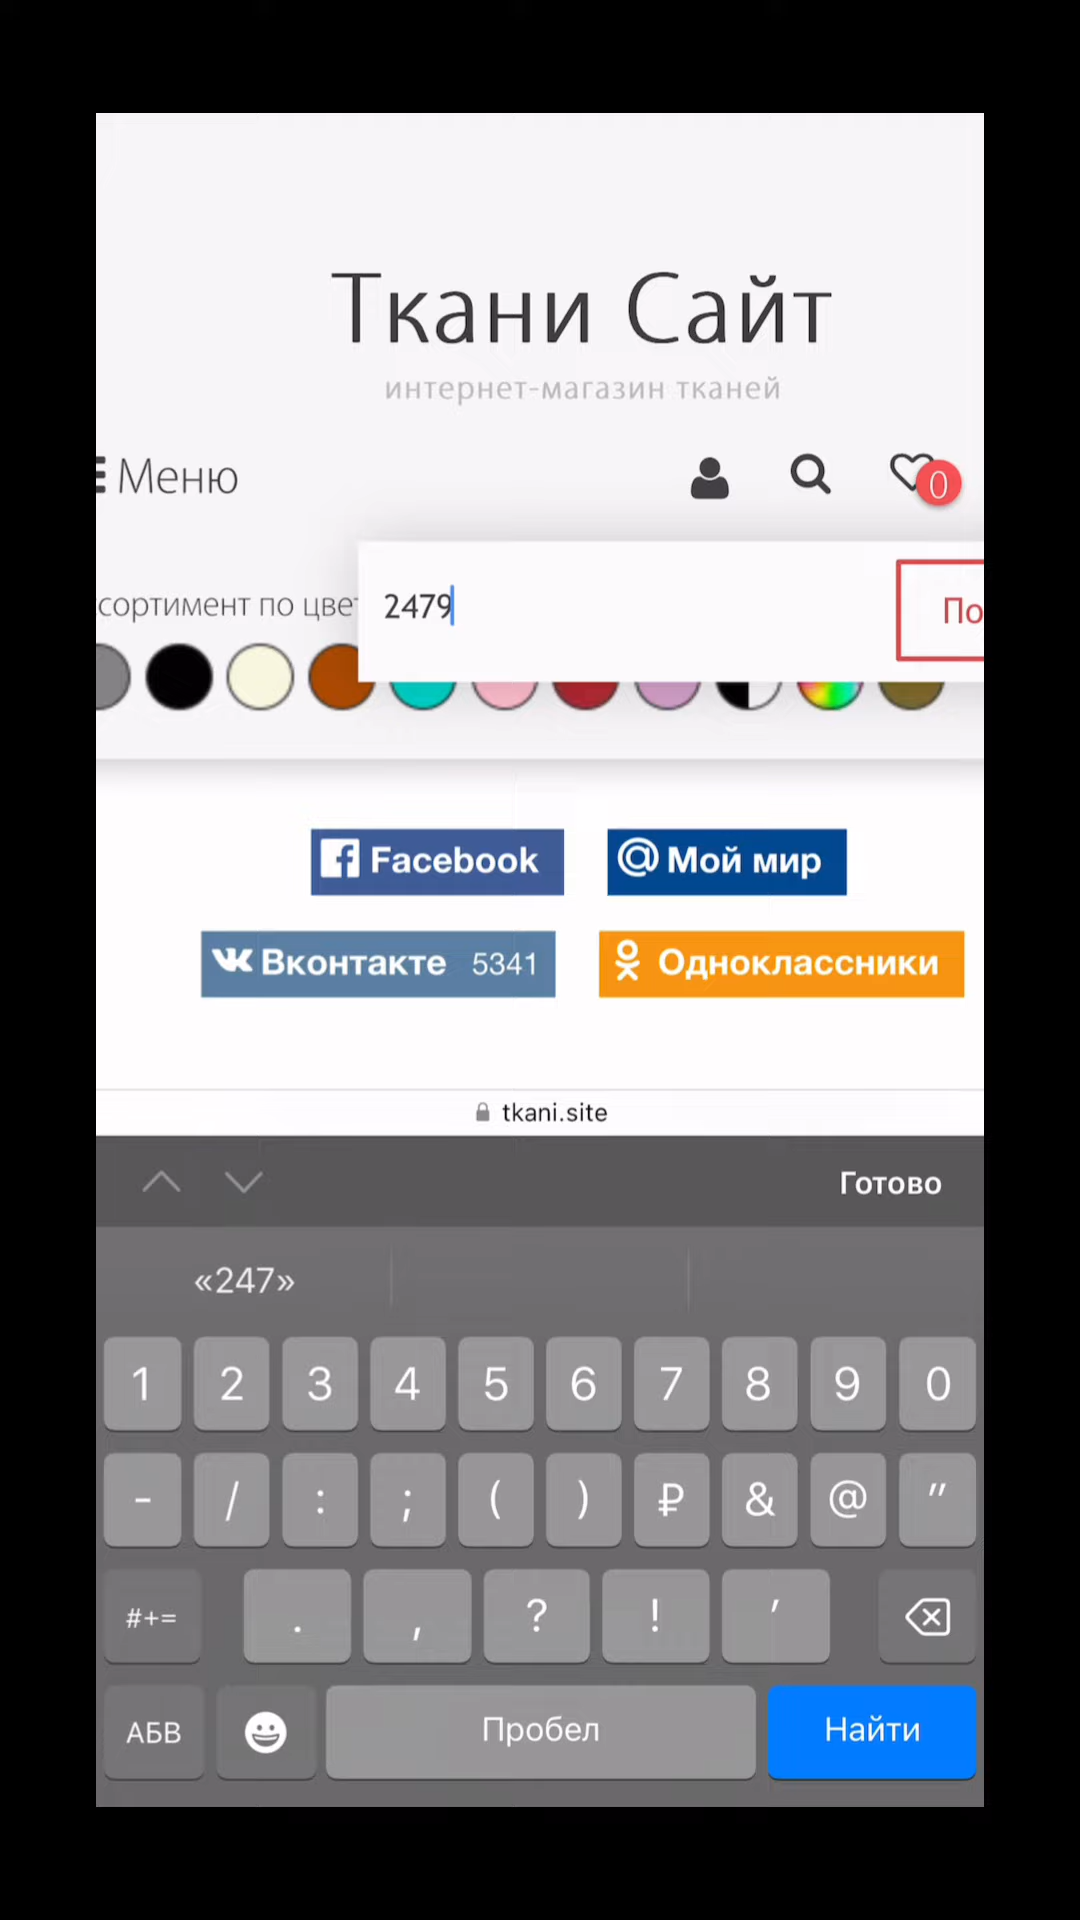 Ткани Сайт
интернет-магазин тканей
Меню
0
2479
По
сортимент по цве
Facebook
@ Мой мир
Вконтакте 5341
Одноклассники
tkani.site
Готово
«247»
1 2 3 4 5 6 7 8 9 0
- / : ; ( ) ₽ & @ "
#+= . , ? ! '
АБВ Пробел Найти